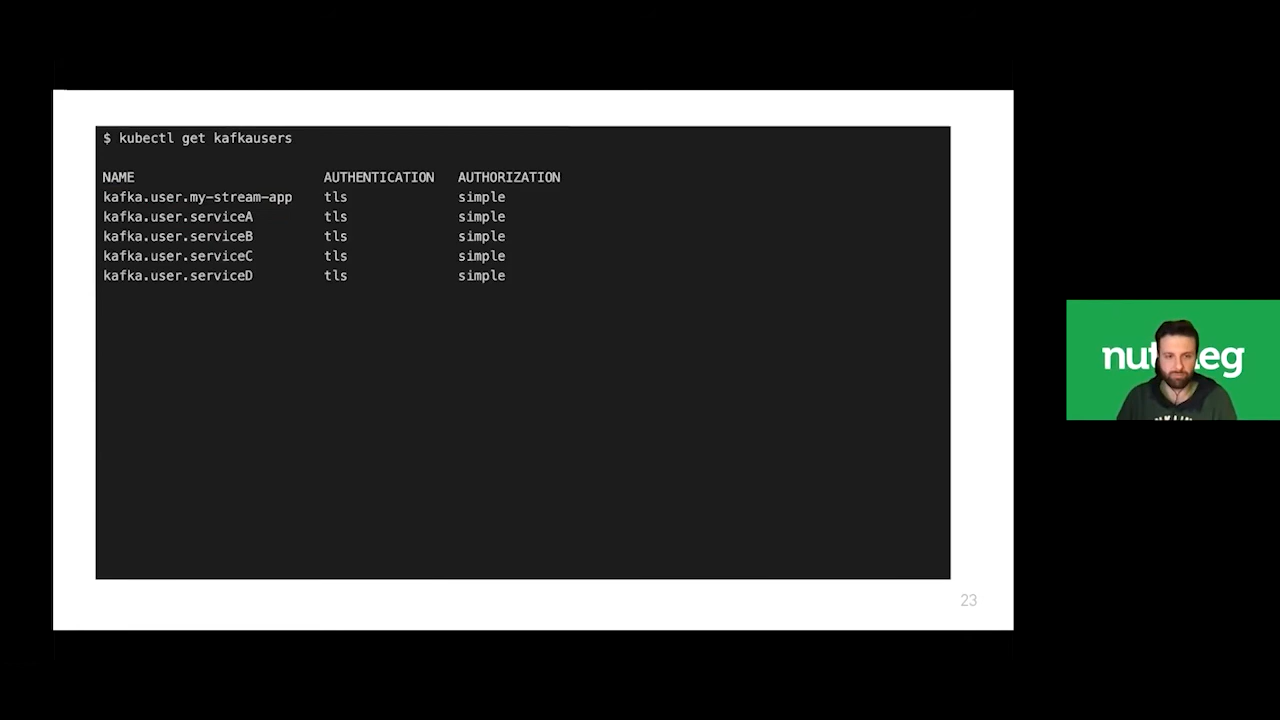 $ kubectl get kafkausers
NAME AUTHENTICATION AUTHORIZATION
kafka.user.my-stream-app tls simple
kafka.user.serviceA tls simple
kafka.user.serviceB tls simple
kafka.user.serviceC tls simple
kafka.user.serviceD tls simple
23